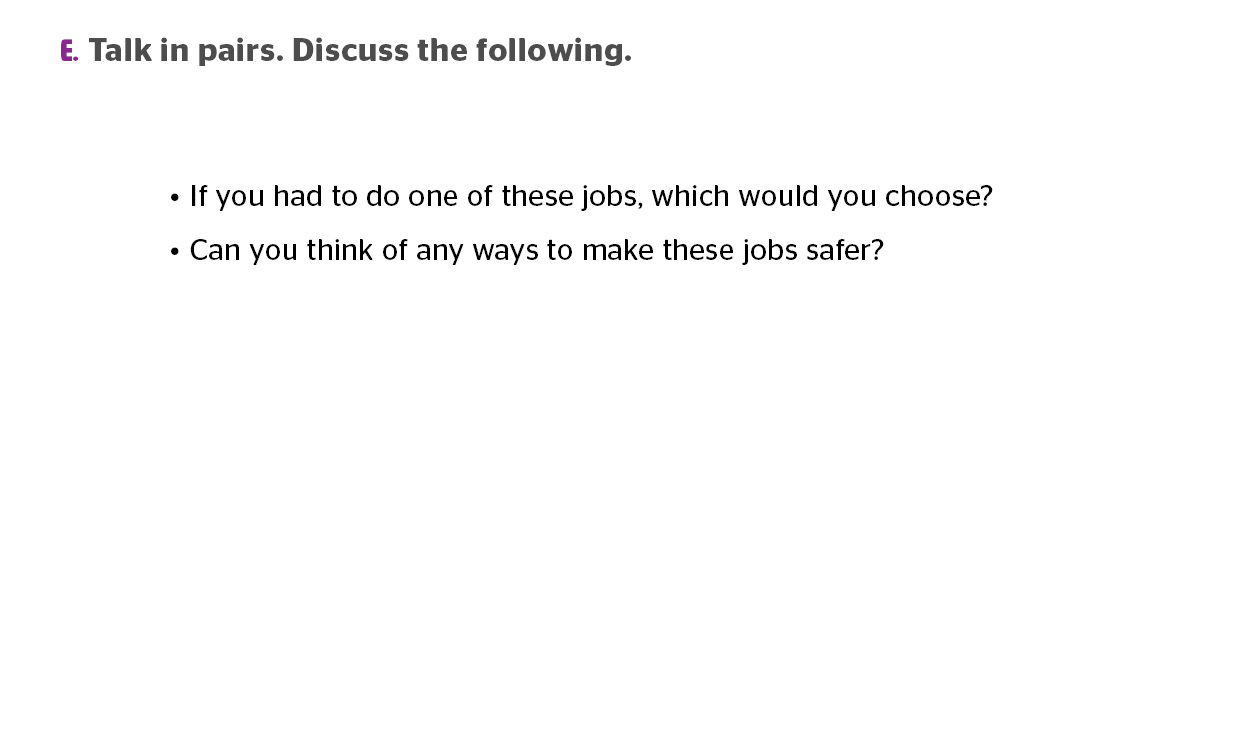 E. Talk in pairs. Discuss the following.
• If you had to do one of these jobs, which would you choose?
• Can you think of any ways to make these jobs safer?